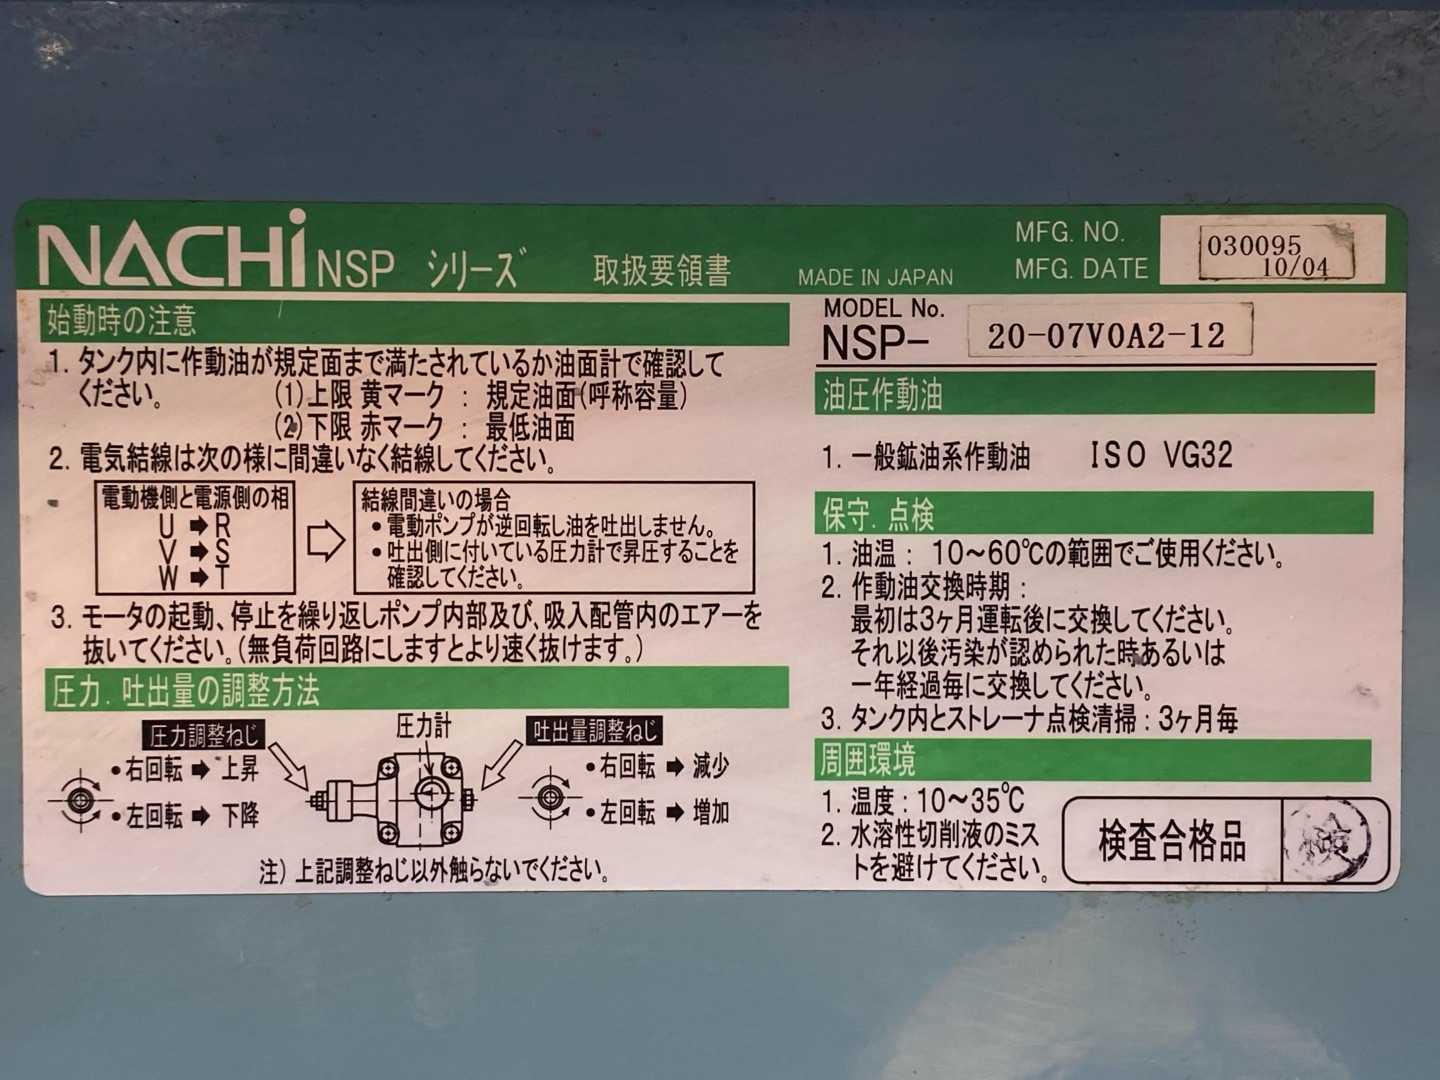 NACHi NSP シリーズ 取扱要領書 MADE IN JAPAN
MFG. NO. 030095
MFG. DATE 10/04
始動時の注意
1. タンク内に作動油が規定面まで満たされているか油面計で確認して
ください。 (1)上限 黄マーク : 規定油面(呼称容量)
(2)下限 赤マーク : 最低油面
2. 電気結線は次の様に間違いなく結線してください。
電動機側と電源側の相
U➡R
V➡S
W➡T
結線間違いの場合
•電動ポンプが逆回転し油を吐出しません。
•吐出側に付いている圧力計で昇圧することを
確認してください。
3. モータの起動、停止を繰り返しポンプ内部及び、吸入配管内のエアーを
抜いてください。(無負荷回路にしますとより速く抜けます。)
圧力. 吐出量の調整方法
圧力調整ねじ
•右回転➡上昇
•左回転➡下降
圧力計
吐出量調整ねじ
•右回転➡減少
•左回転➡増加
注) 上記調整ねじ以外触らないでください。
MODEL No.
NSP- 20-07V0A2-12
油圧作動油
1. 一般鉱油系作動油 ISO VG32
保守. 点検
1. 油温 : 10〜60℃の範囲でご使用ください。
2. 作動油交換時期 :
最初は3ヶ月運転後に交換してください。
それ以後汚染が認められた時あるいは
一年経過毎に交換してください。
3. タンク内とストレーナ点検清掃 : 3ヶ月毎
周囲環境
1. 温度 : 10〜35℃
2. 水溶性切削液のミス
トを避けてください。
検査合格品